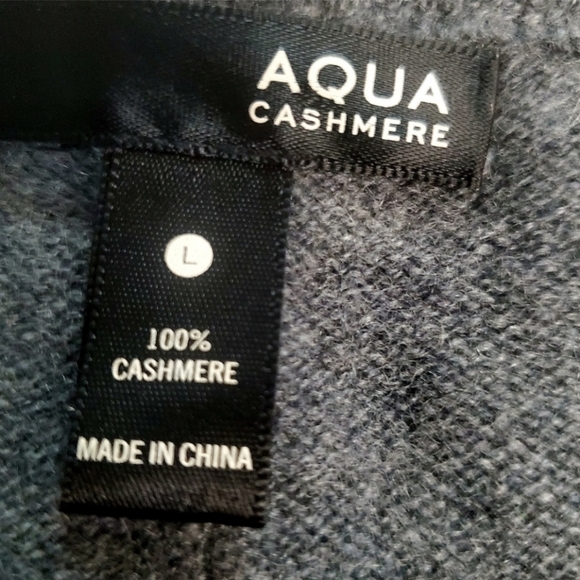 AQUA
CASHMERE
L
100%
CASHMERE
MADE IN CHINA